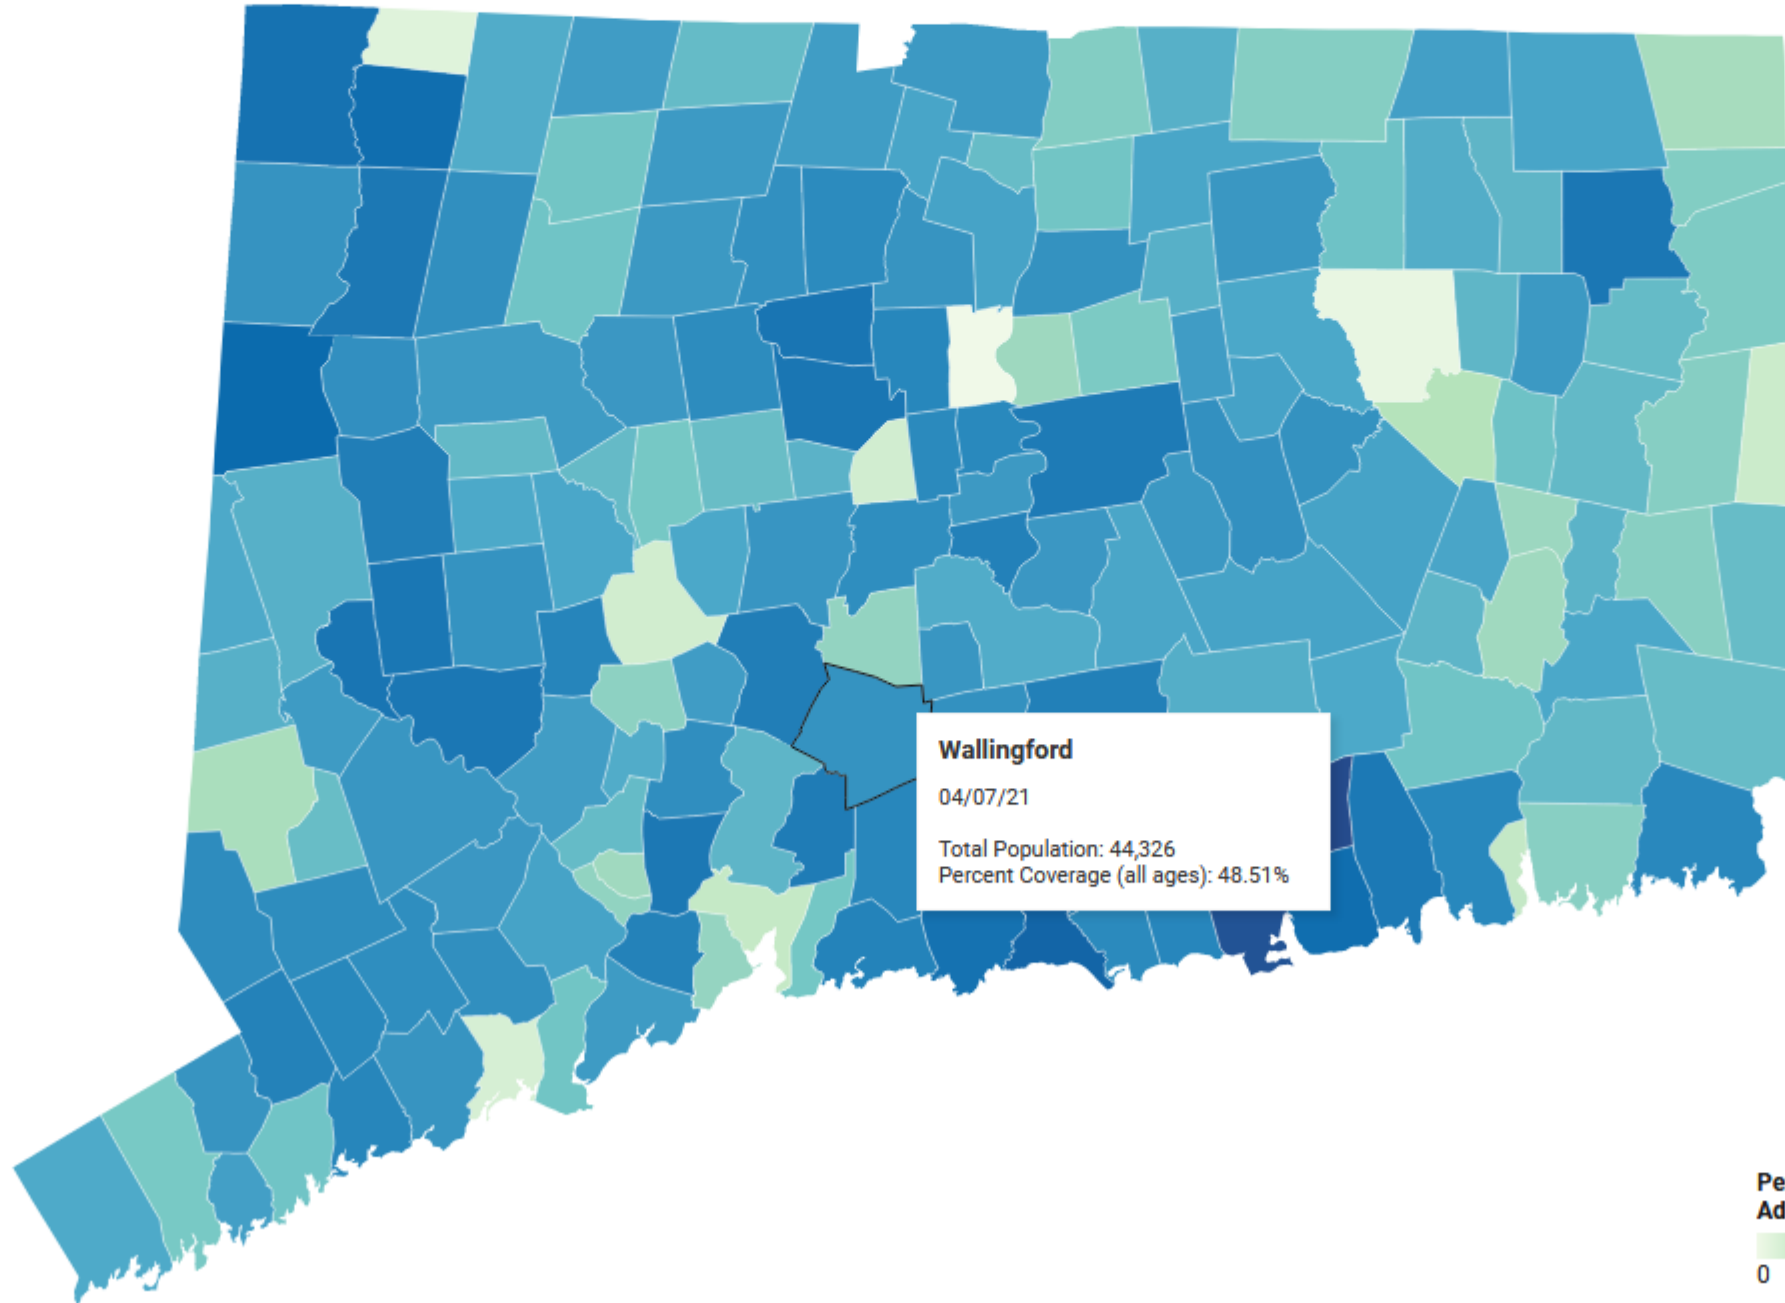 Wallingford
04/07/21
Total Population: 44,326
Percent Coverage (all ages): 48.51%
Pe
Ad
0